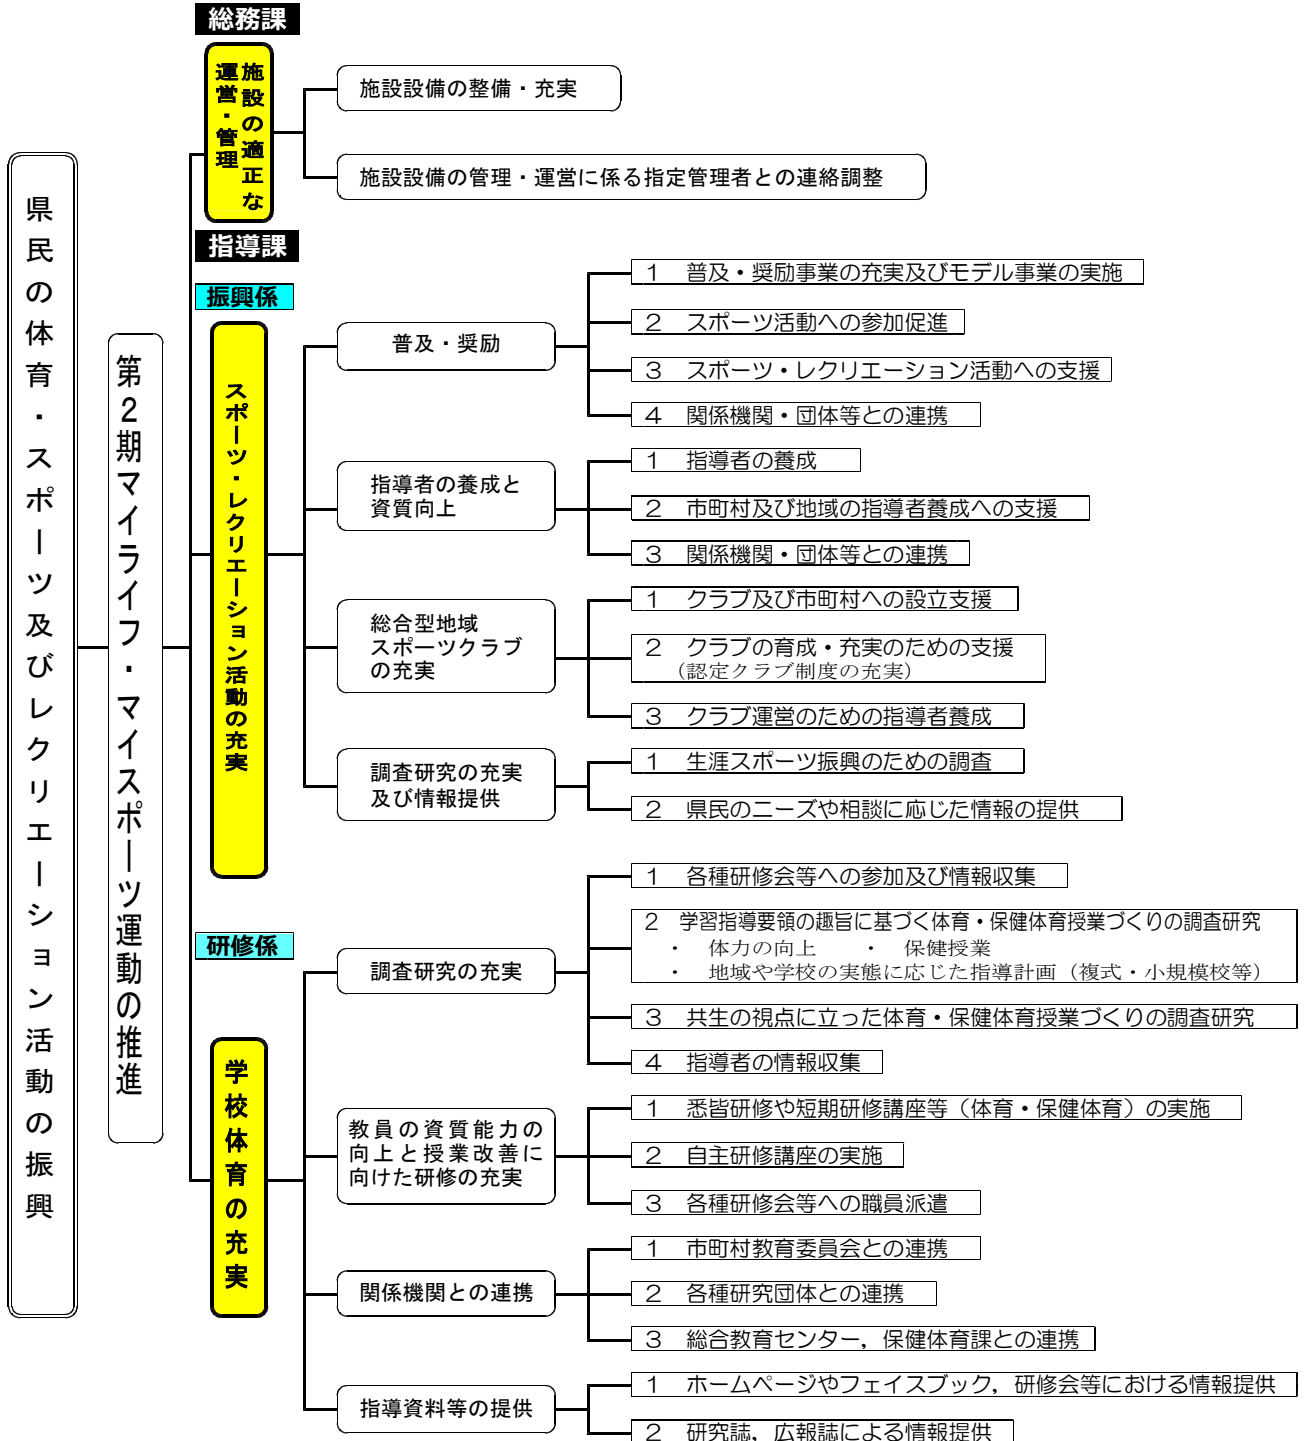 県民の体育・スポーツ及びレクリエーション活動の振興
第２期マイライフ・マイスポーツ運動の推進
総務課
施設の適正な
運営・管理
施設設備の整備・充実
施設設備の管理・運営に係る指定管理者との連絡調整
指導課
振興係
スポーツ・レクリエーション活動の充実
普及・奨励
１　普及・奨励事業の充実及びモデル事業の実施
２　スポーツ活動への参加促進
３　スポーツ・レクリエーション活動への支援
４　関係機関・団体等との連携
指導者の養成と
資質向上
１　指導者の養成
２　市町村及び地域の指導者養成への支援
３　関係機関・団体等との連携
総合型地域
スポーツクラブ
の充実
１　クラブ及び市町村への設立支援
２　クラブの育成・充実のための支援
（認定クラブ制度の充実）
３　クラブ運営のための指導者養成
調査研究の充実
及び情報提供
１　生涯スポーツ振興のための調査
２　県民のニーズや相談に応じた情報の提供
研修係
学校体育の充実
調査研究の充実
１　各種研修会等への参加及び情報収集
２　学習指導要領の趣旨に基づく体育・保健体育授業づくりの調査研究
・　体力の向上　　・　保健授業
・　地域や学校の実態に応じた指導計画（複式・小規模校等）
３　共生の視点に立った体育・保健体育授業づくりの調査研究
４　指導者の情報収集
教員の資質能力の
向上と授業改善に
向けた研修の充実
１　悉皆研修や短期研修講座等（体育・保健体育）の実施
２　自主研修講座の実施
３　各種研修会等への職員派遣
関係機関との連携
１　市町村教育委員会との連携
２　各種研究団体との連携
３　総合教育センター，保健体育課との連携
指導資料等の提供
１　ホームページやフェイスブック，研修会等における情報提供
２　研究誌，広報誌による情報提供